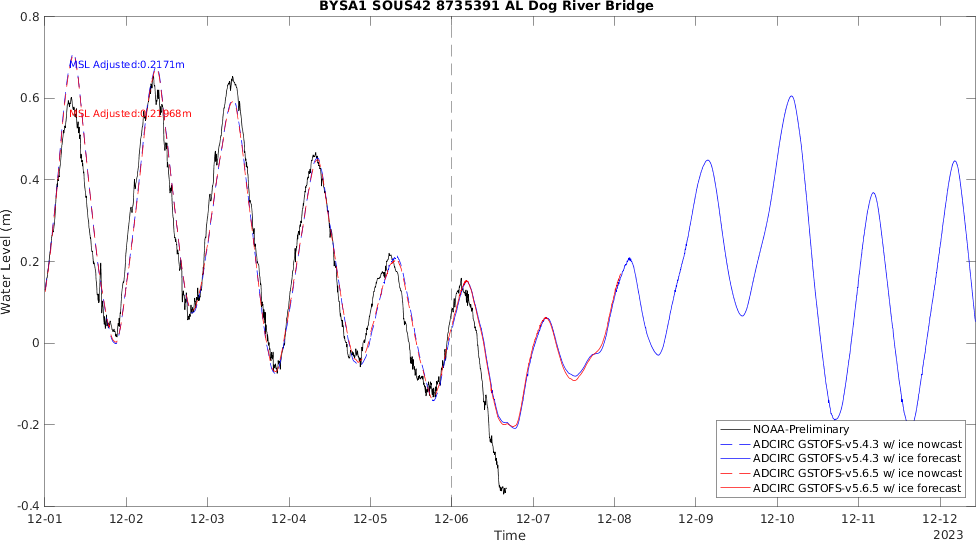 BYSA1 SOUS42 8735391 AL Dog River Bridge
MSL Adjusted:0.2171m
MSL Adjusted:0.21968m
Water Level (m)
0.8
0.6
0.4
0.2
0
-0.2
-0.4
NOAA-Preliminary
ADCIRC GSTOFS-v5.4.3 w/ ice nowcast
ADCIRC GSTOFS-v5.4.3 w/ ice forecast
ADCIRC GSTOFS-v5.6.5 w/ ice nowcast
ADCIRC GSTOFS-v5.6.5 w/ ice forecast
12-01 12-02 12-03 12-04 12-05 12-06 12-07 12-08 12-09 12-10 12-11 12-12
Time
2023